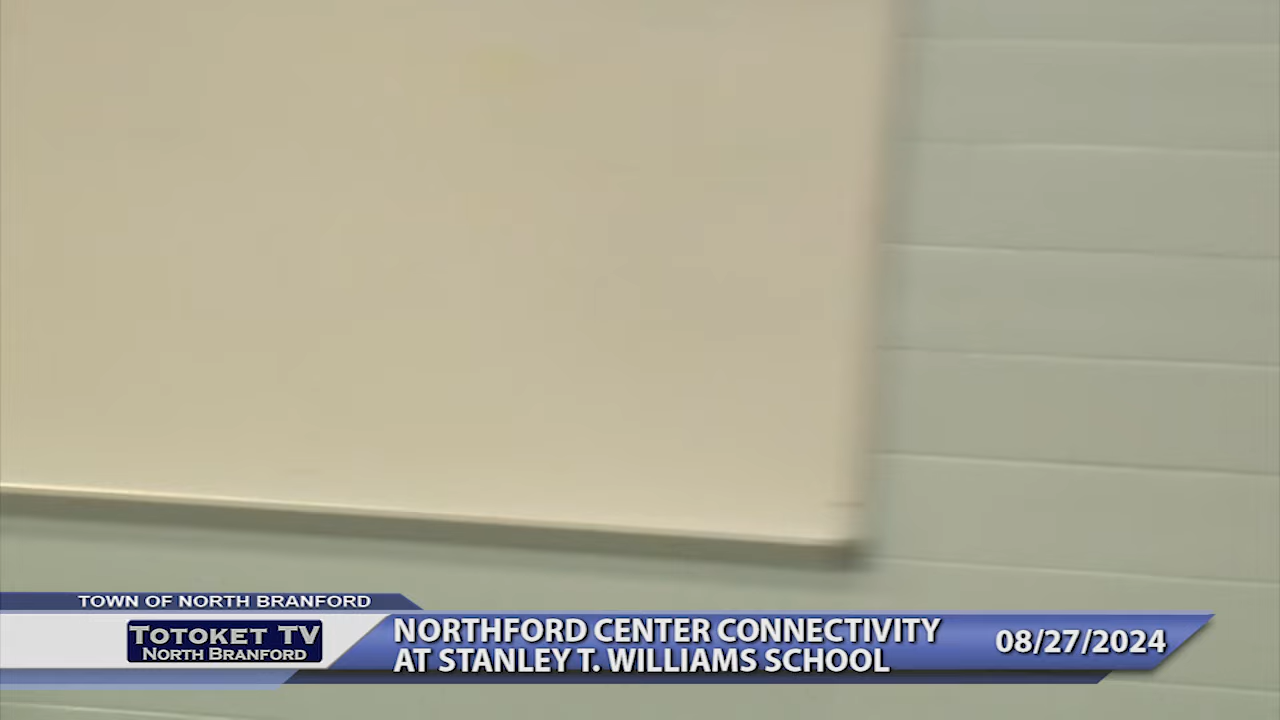 TOWN OF NORTH BRANFORD
TOTOKET TV
NORTH BRANFORD
NORTHFORD CENTER CONNECTIVITY
AT STANLEY T. WILLIAMS SCHOOL
08/27/2024